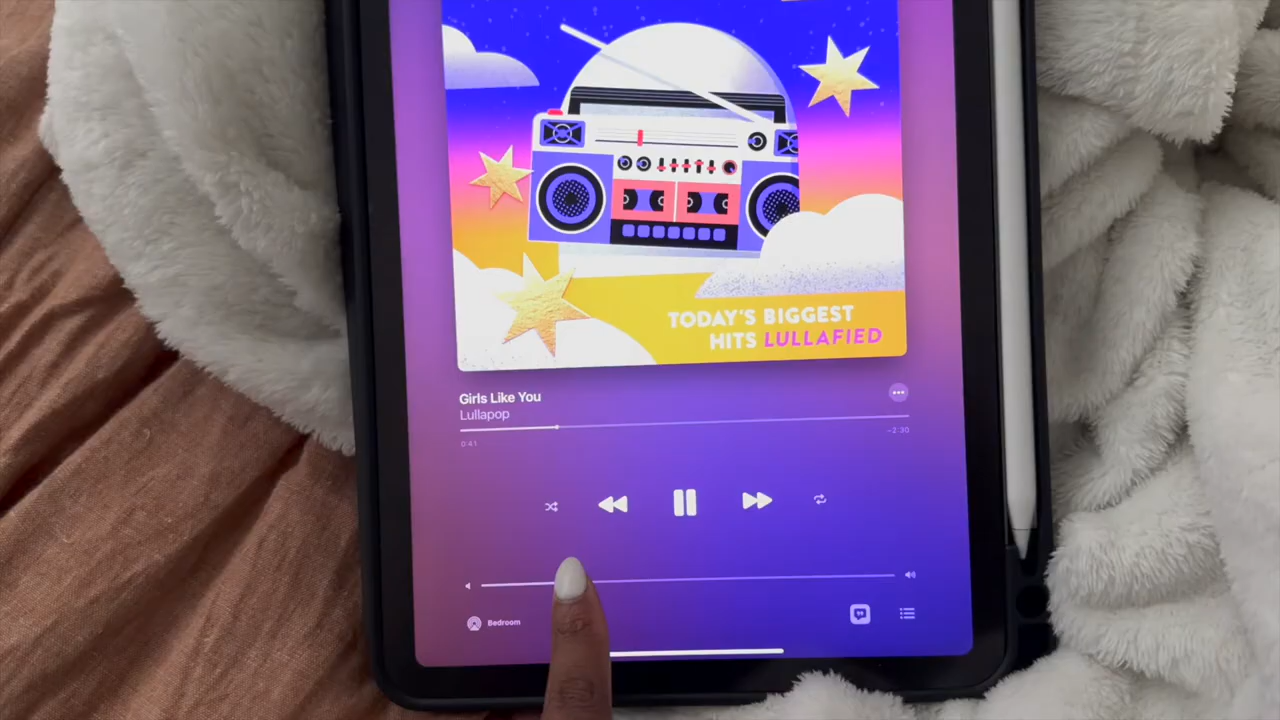 TODAY'S BIGGEST
HITS LULLAFIED
Girls Like You
Lullapop
0:41
-2:30
Bedroom